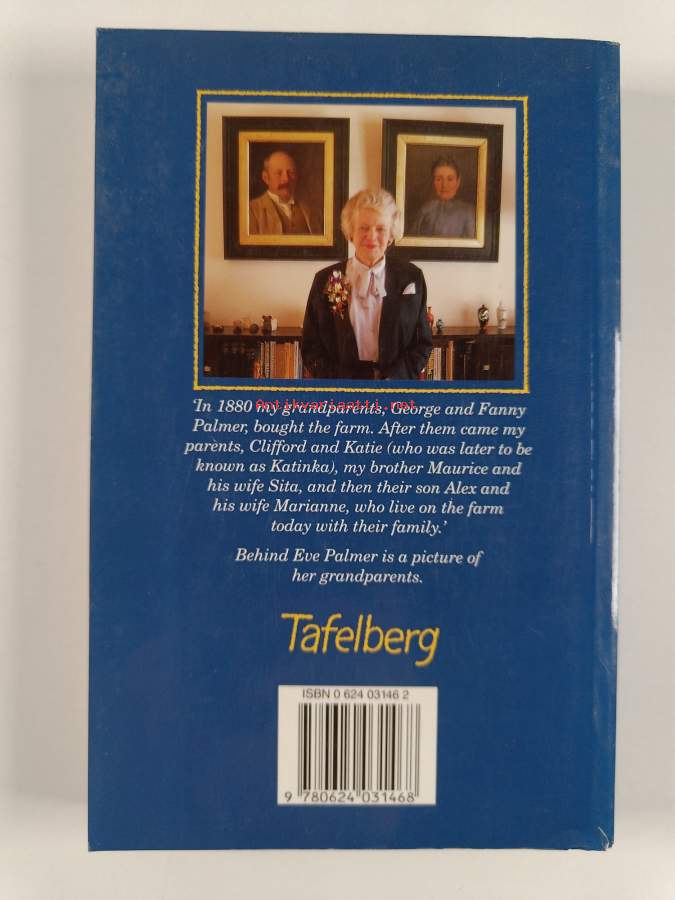 Antikvariaatti.net
'In 1880 my grandparents, George and Fanny
Palmer, bought the farm. After them came my
parents, Clifford and Katie (who was later to be
known as Katinka), my brother Maurice and
his wife Sita, and then their son Alex and
his wife Marianne, who live on the farm
today with their family.'
Behind Eve Palmer is a picture of
her grandparents.
Tafelberg
ISBN 0 624 03146 2
9 780624 031468